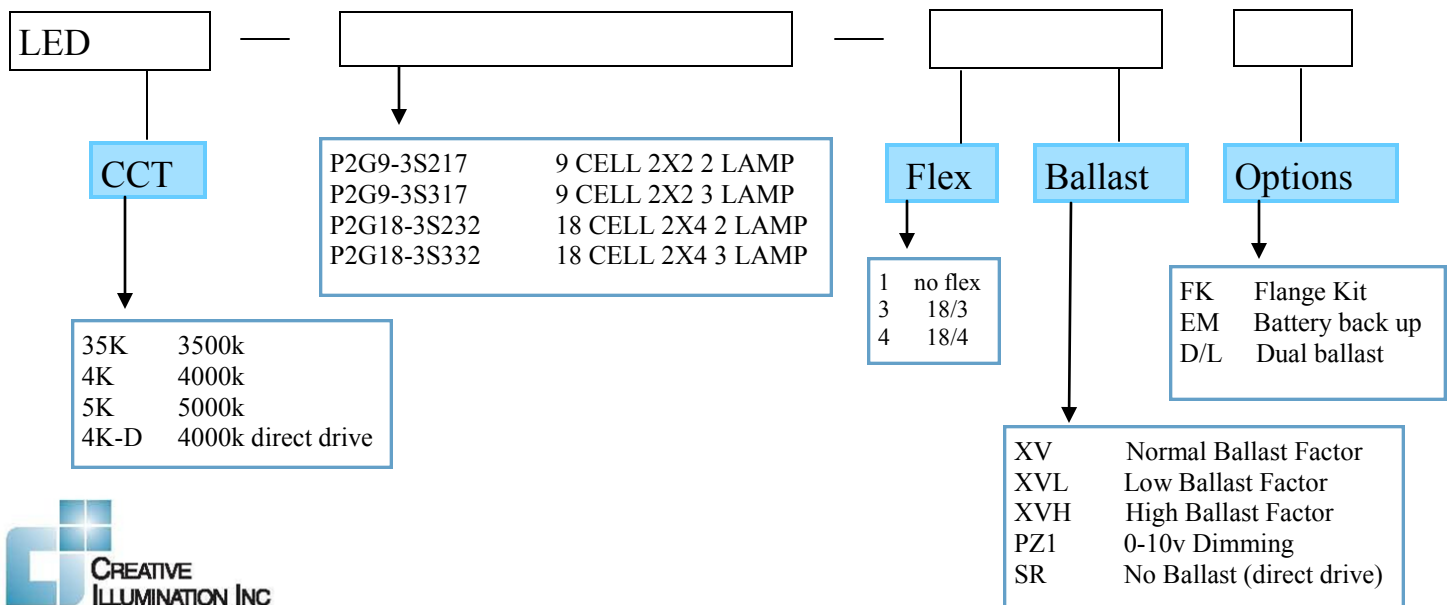 LED
CCT
35K 3500k
4K 4000k
5K 5000k
4K-D 4000k direct drive
P2G9-3S217 9 CELL 2X2 2 LAMP
P2G9-3S317 9 CELL 2X2 3 LAMP
P2G18-3S232 18 CELL 2X4 2 LAMP
P2G18-3S332 18 CELL 2X4 3 LAMP
Flex
1 no flex
3 18/3
4 18/4
Ballast
XV Normal Ballast Factor
XVL Low Ballast Factor
XVH High Ballast Factor
PZ1 0-10v Dimming
SR No Ballast (direct drive)
Options
FK Flange Kit
EM Battery back up
D/L Dual ballast
CREATIVE
ILLUMINATION INC